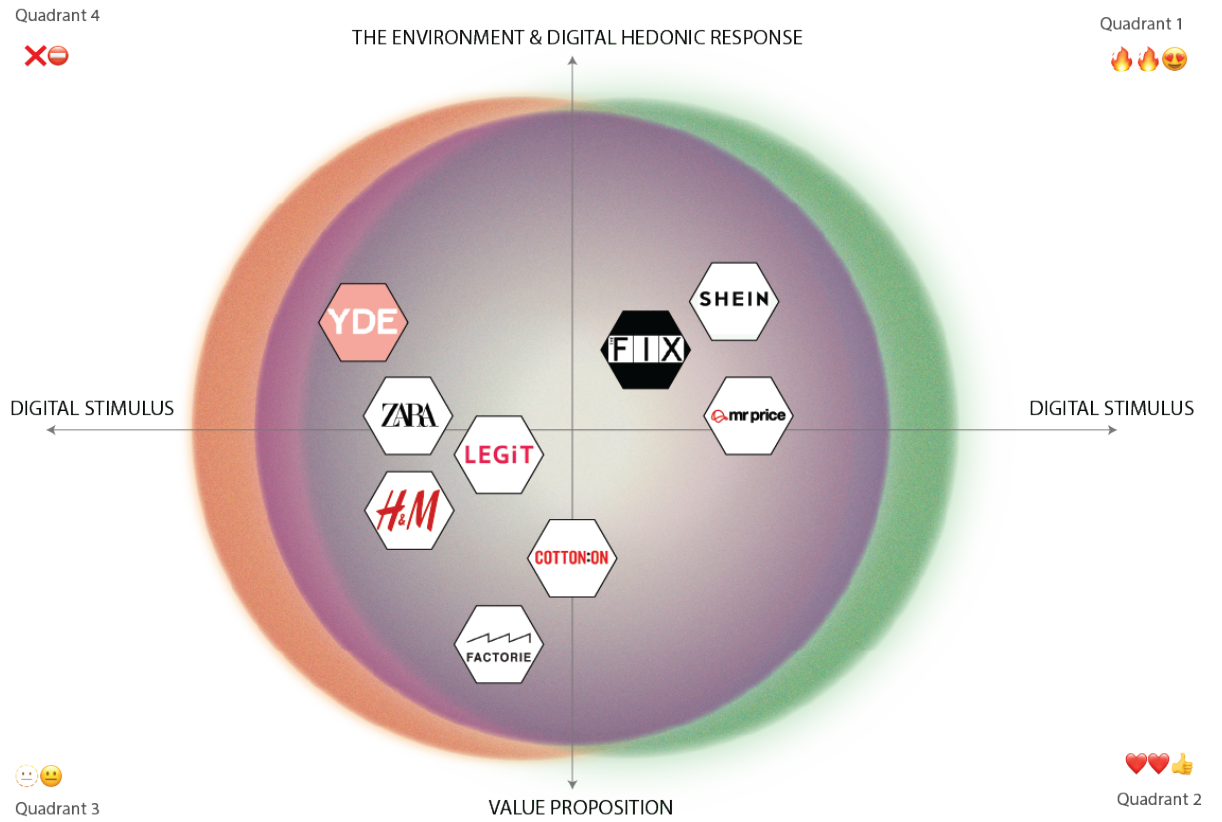 Quadrant 4
Quadrant 1
THE ENVIRONMENT & DIGITAL HEDONIC RESPONSE
SHEIN
YDE
FIX
ZARA
mr price
DIGITAL STIMULUS
DIGITAL STIMULUS
LEGiT
H&M
COTTON:ON
FACTORIE
Quadrant 3
VALUE PROPOSITION
Quadrant 2